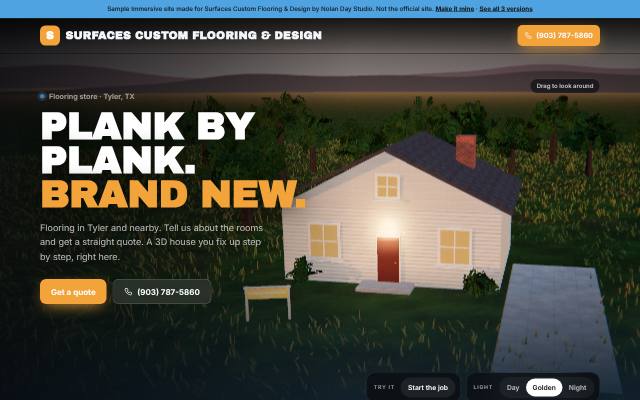 Sample immersive site made for Surfaces Custom Flooring & Design by Nolan Day Studio. Not the official site. Make it mine · See all 3 versions
S SURFACES CUSTOM FLOORING & DESIGN
(903) 787-5860
Drag to look around
Flooring store · Tyler, TX
PLANK BY
PLANK.
BRAND NEW.
Flooring in Tyler and nearby. Tell us about the rooms
and get a straight quote. A 3D house you fix up step
by step, right here.
Get a quote
(903) 787-5860
TRY IT Start the job
LIGHT Day Golden Night